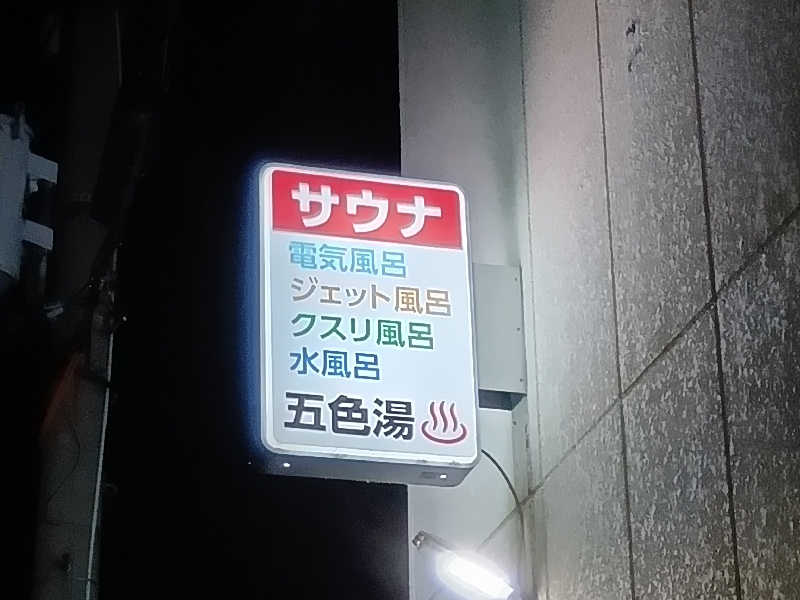 サウナ
電気風呂
ジェット風呂
クスリ風呂
水風呂
五色湯♨